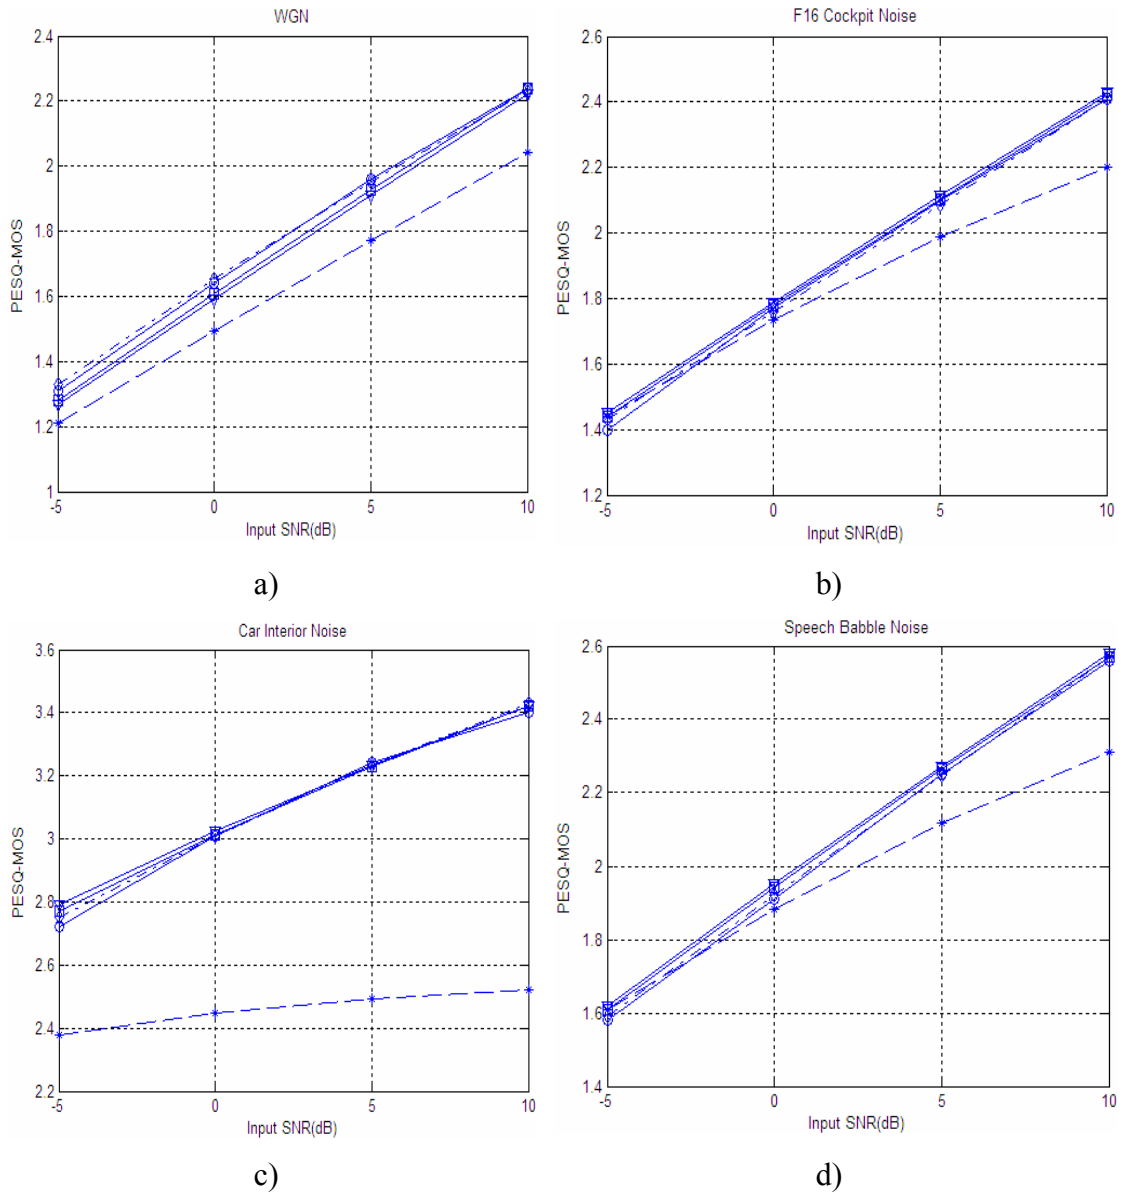 WGN
2.4
2.2
2
1.8
1.6
1.4
1.2
1
PESQ-MOS
-5 0 5 10
Input SNR(dB)
a)
F16 Cockpit Noise
2.6
2.4
2.2
2
1.8
1.6
1.4
1.2
PESQ-MOS
-5 0 5 10
Input SNR(dB)
b)
Car Interior Noise
3.6
3.4
3.2
3
2.8
2.6
2.4
2.2
PESQ-MOS
-5 0 5 10
Input SNR(dB)
c)
Speech Babble Noise
2.6
2.4
2.2
2
1.8
1.6
1.4
PESQ-MOS
-5 0 5 10
Input SNR(dB)
d)